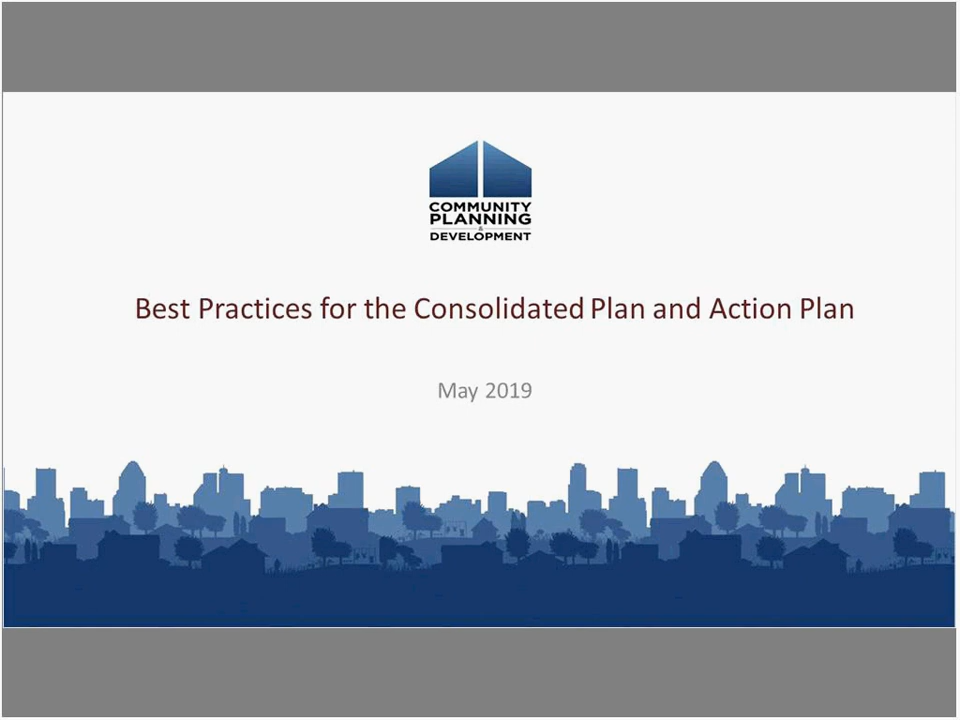 COMMUNITY
PLANNING
&
DEVELOPMENT
Best Practices for the Consolidated Plan and Action Plan
May 2019